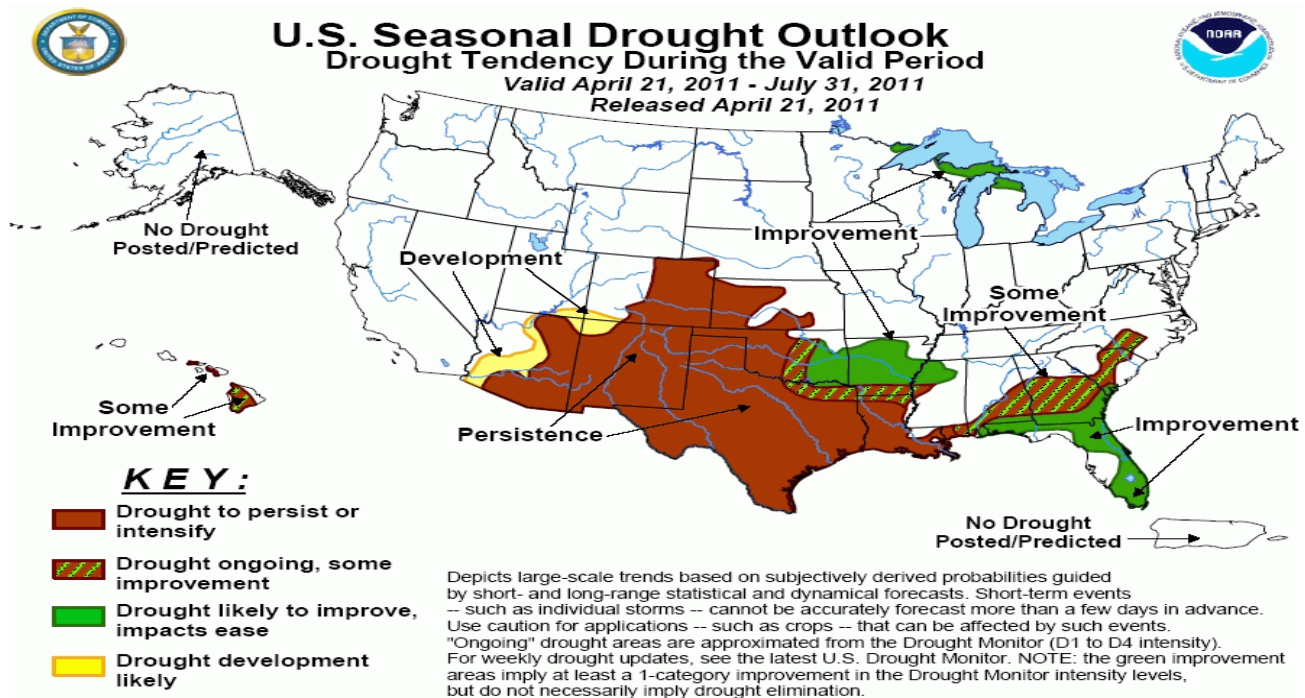 U.S. Seasonal Drought Outlook
Drought Tendency During the Valid Period
Valid April 21, 2011 - July 31, 2011
Released April 21, 2011
NOAA
No Drought
Posted/Predicted
Development
Improvement
Some
Improvement
Some
Improvement
Persistence
Improvement
No Drought
Posted/Predicted
K E Y :
Drought to persist or
intensify
Drought ongoing, some
improvement
Drought likely to improve,
impacts ease
Drought development
likely
Depicts large-scale trends based on subjectively derived probabilities guided
by short- and long-range statistical and dynamical forecasts. Short-term events
-- such as individual storms -- cannot be accurately forecast more than a few days in advance.
Use caution for applications -- such as crops -- that can be affected by such events.
"Ongoing" drought areas are approximated from the Drought Monitor (D1 to D4 intensity).
For weekly drought updates, see the latest U.S. Drought Monitor. NOTE: the green improvement
areas imply at least a 1-category improvement in the Drought Monitor intensity levels,
but do not necessarily imply drought elimination.